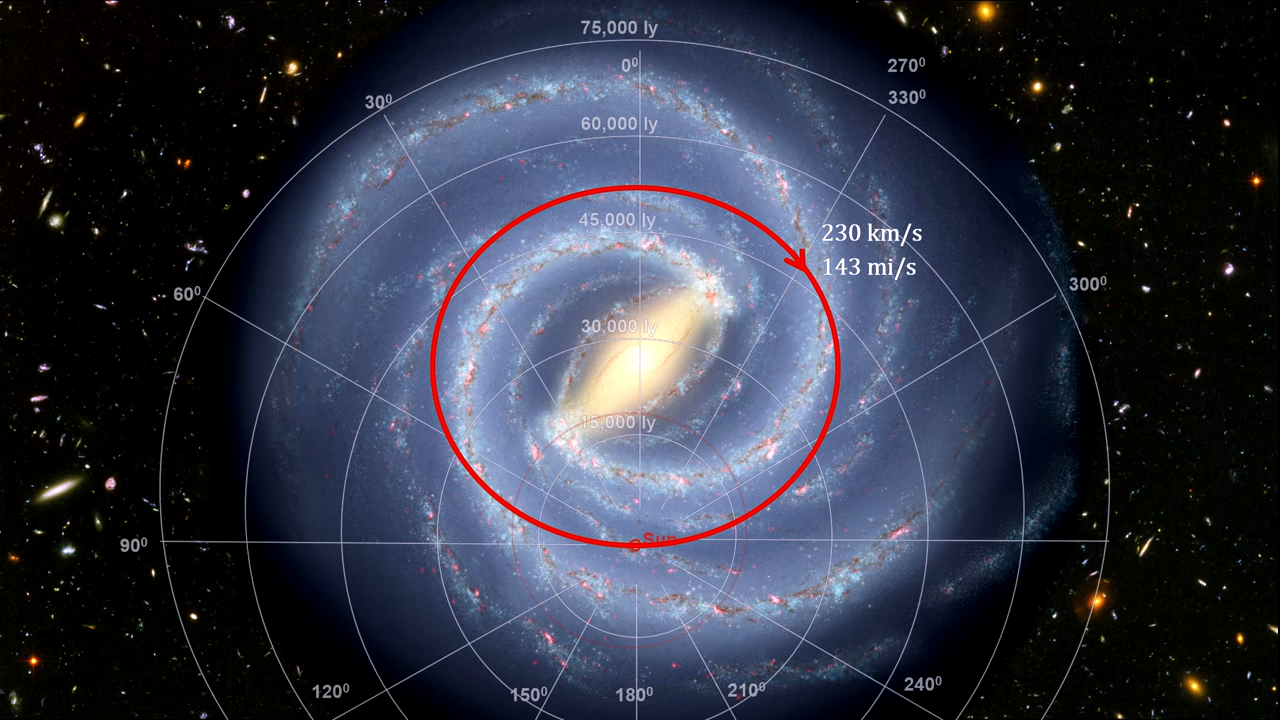 75,000 ly
0⁰
270⁰
330⁰
30⁰
60,000 ly
45,000 ly
230 km/s
143 mi/s
300⁰
60⁰
30,000 ly
15,000 ly
Sun
90⁰
120⁰
150⁰
180⁰
210⁰
240⁰